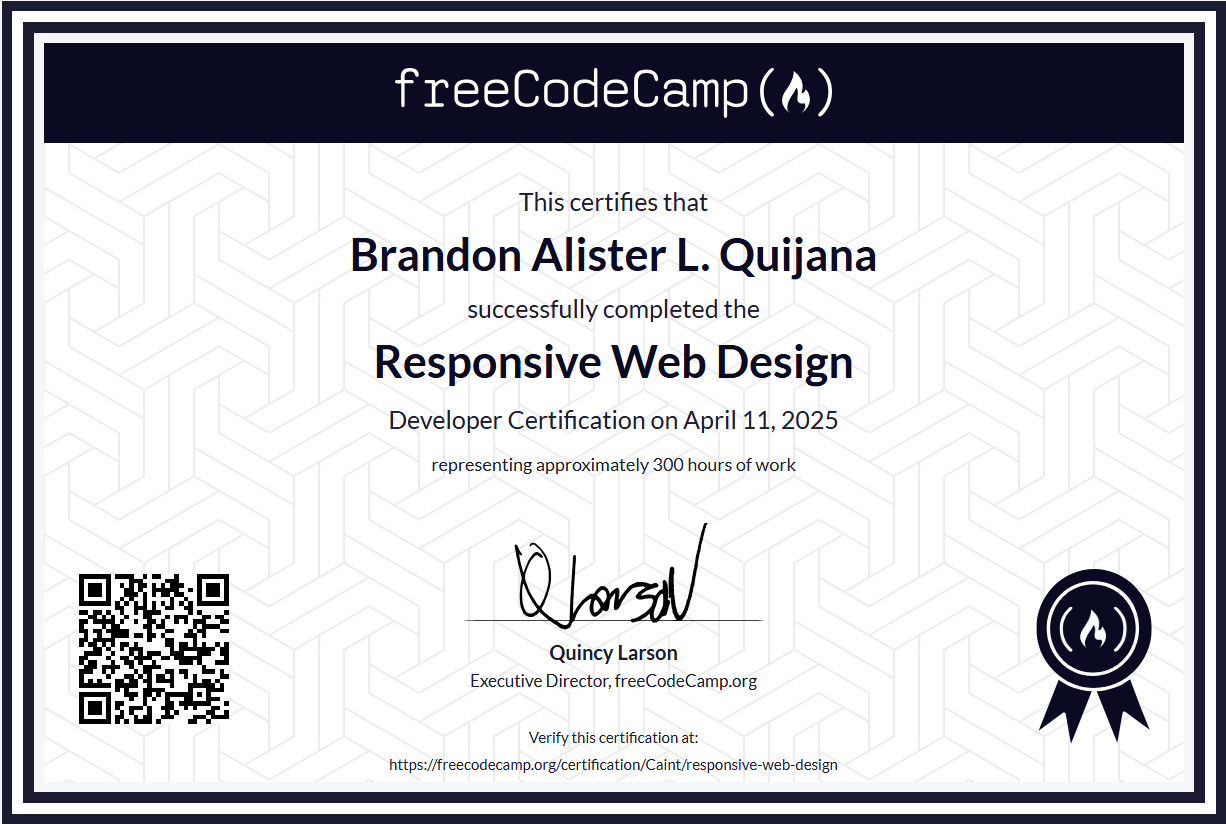 freeCodeCamp(🔥)
This certifies that
Brandon Alister L. Quijana
successfully completed the
Responsive Web Design
Developer Certification on April 11, 2025
representing approximately 300 hours of work
QLarson
Quincy Larson
Executive Director, freeCodeCamp.org
Verify this certification at:
https://freecodecamp.org/certification/Caint/responsive-web-design